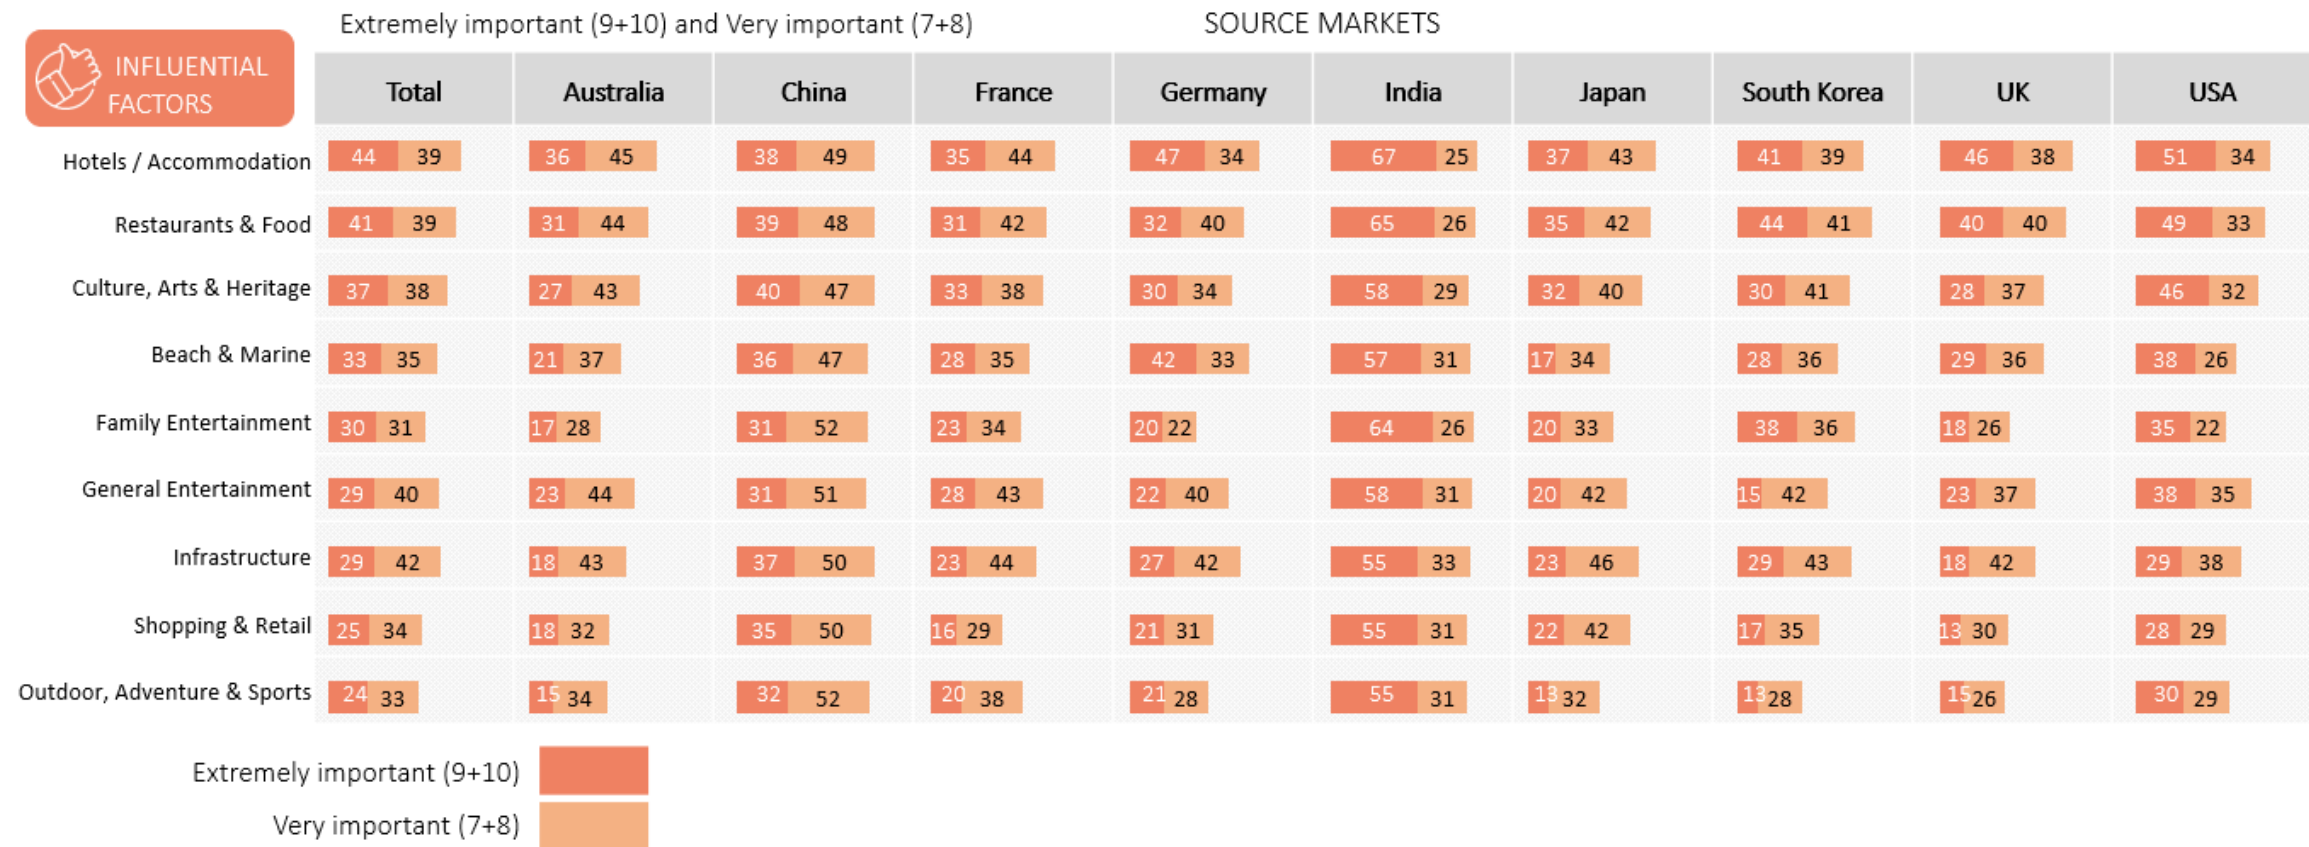 Extremely important (9+10) and Very important (7+8) SOURCE MARKETS
INFLUENTIAL
FACTORS
Total Australia China France Germany India Japan South Korea UK USA
Hotels / Accommodation 44 39 36 45 38 49 35 44 47 34 67 25 37 43 41 39 46 38 51 34
Restaurants & Food 41 39 31 44 39 48 31 42 32 40 65 26 35 42 44 41 40 40 49 33
Culture, Arts & Heritage 37 38 27 43 40 47 33 38 30 34 58 29 32 40 30 41 28 37 46 32
Beach & Marine 33 35 21 37 36 47 28 35 42 33 57 31 17 34 28 36 29 36 38 26
Family Entertainment 30 31 17 28 31 52 23 34 20 22 64 26 20 33 38 36 18 26 35 22
General Entertainment 29 40 23 44 31 51 28 43 22 40 58 31 20 42 15 42 23 37 38 35
Infrastructure 29 42 18 43 37 50 23 44 27 42 55 33 23 46 29 43 18 42 29 38
Shopping & Retail 25 34 18 32 35 50 16 29 21 31 55 31 22 42 17 35 13 30 28 29
Outdoor, Adventure & Sports 24 33 15 34 32 52 20 38 21 28 55 31 13 32 13 28 15 26 30 29
Extremely important (9+10)
Very important (7+8)